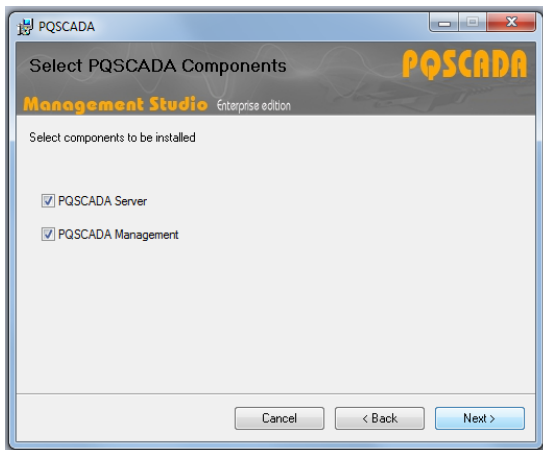 PQSCADA
Select PQSCADA Components
PQSCADA
Management Studio Enterprise edition
Select components to be installed
PQSCADA Server
PQSCADA Management
Cancel
< Back
Next >